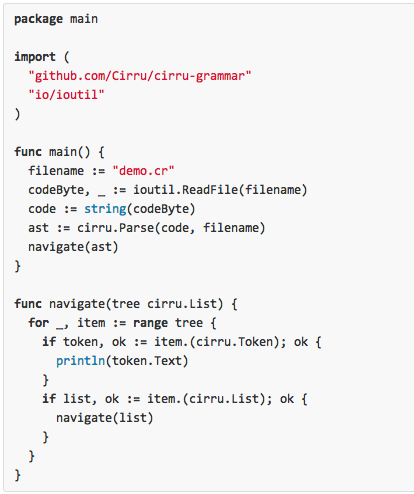 package main

import (
  "github.com/Cirru/cirru-grammar"
  "io/ioutil"
)

func main() {
  filename := "demo.cr"
  codeByte, _ := ioutil.ReadFile(filename)
  code := string(codeByte)
  ast := cirru.Parse(code, filename)
  navigate(ast)
}

func navigate(tree cirru.List) {
  for _, item := range tree {
    if token, ok := item.(cirru.Token); ok {
      println(token.Text)
    }
    if list, ok := item.(cirru.List); ok {
      navigate(list)
    }
  }
}